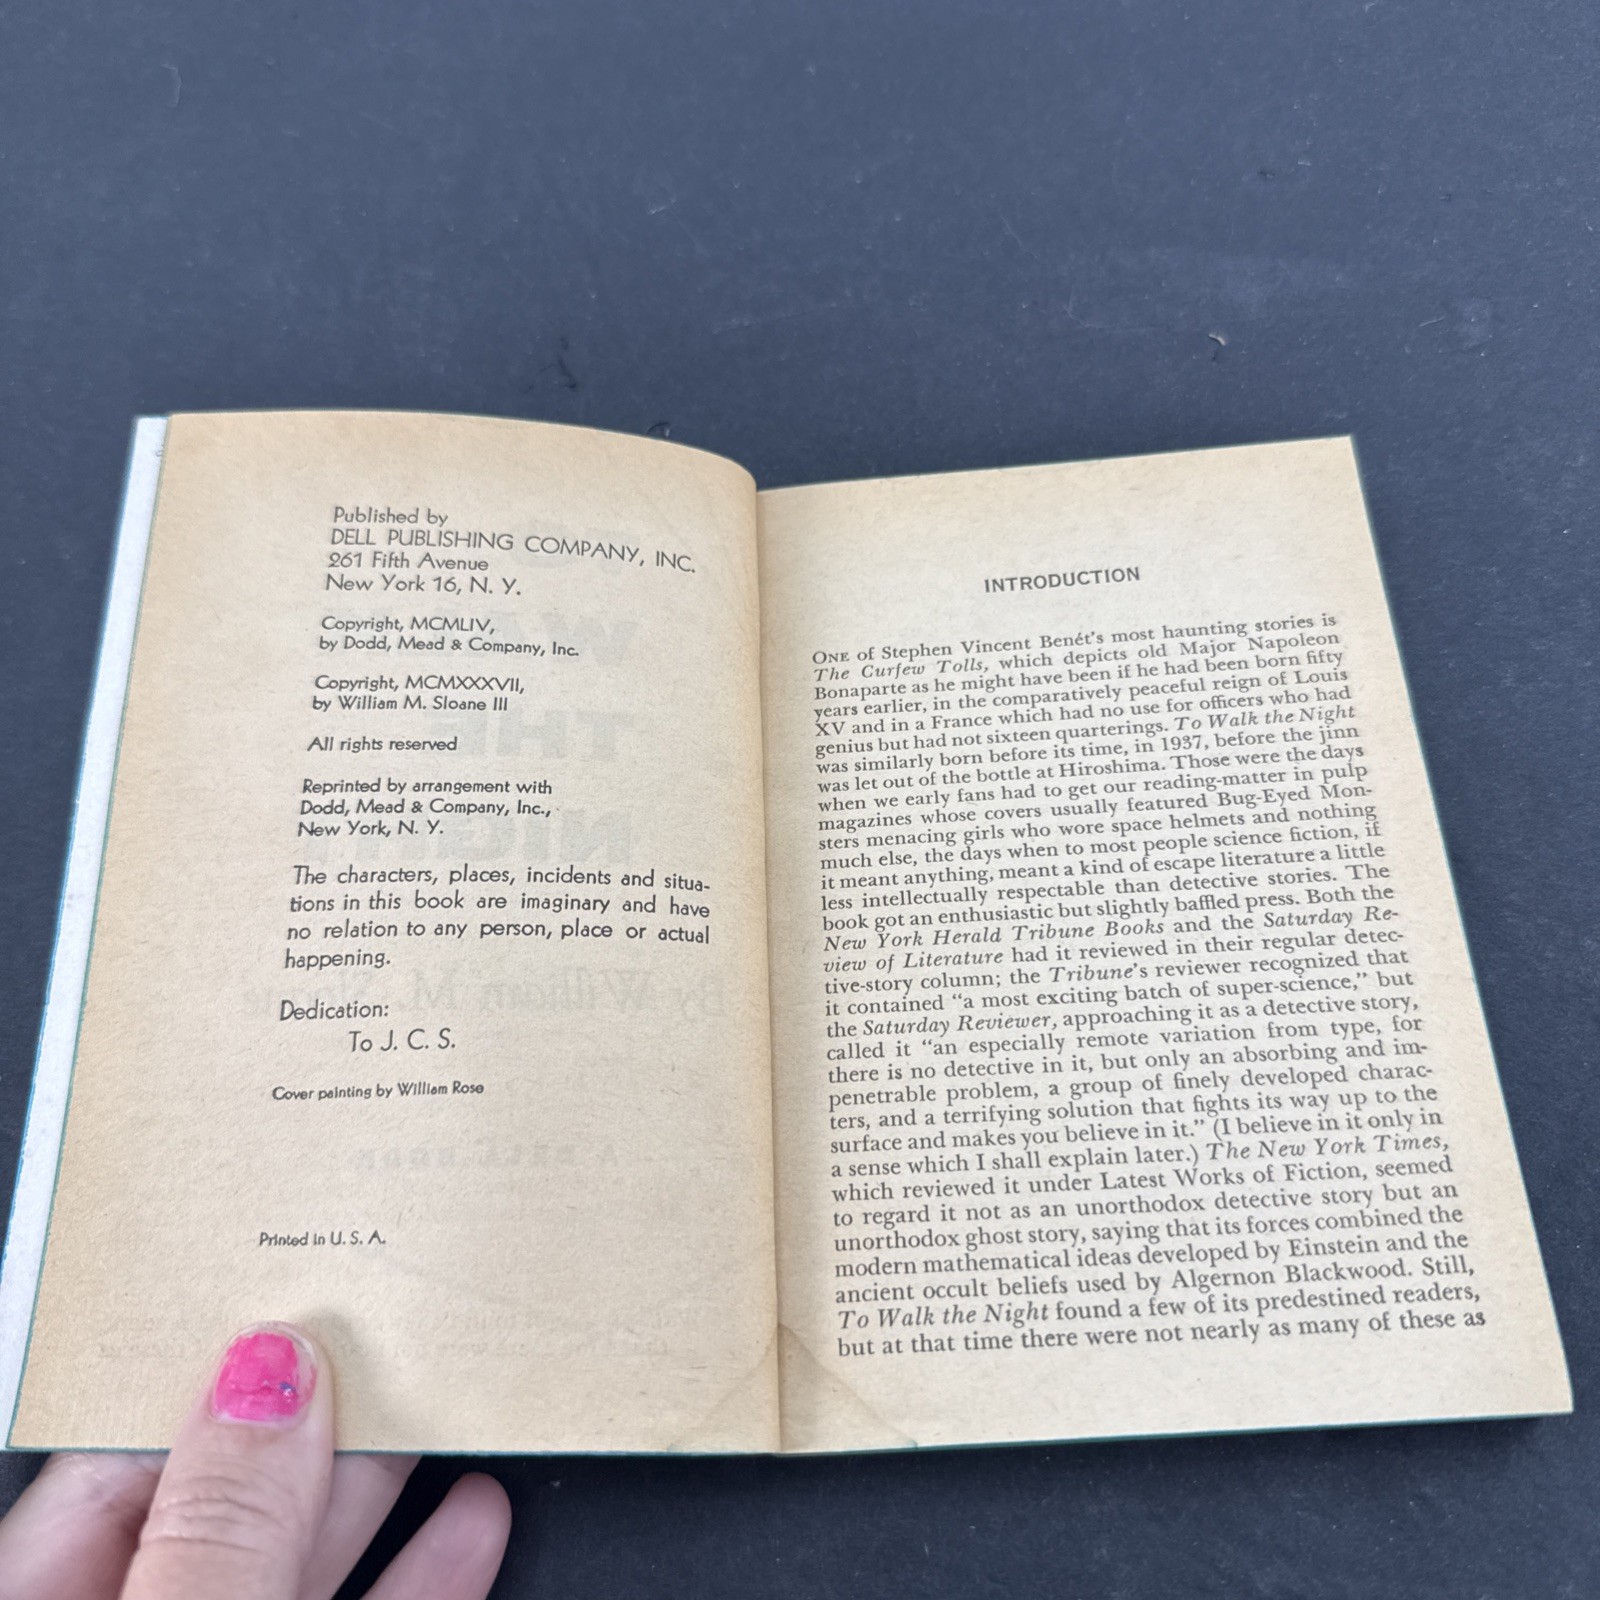 Published by
DELL PUBLISHING COMPANY, INC.
261 Fifth Avenue
New York 16, N. Y.
Copyright, MCMLIV,
by Dodd, Mead & Company, Inc.
Copyright, MCMXXXVII,
by William M. Sloane III
All rights reserved
Reprinted by arrangement with
Dodd, Mead & Company, Inc.,
New York, N. Y.
The characters, places, incidents and situa-
tions in this book are imaginary and have
no relation to any person, place or actual
happening.
Dedication:
To J. C. S.
Cover painting by William Rose
Printed in U. S. A.
INTRODUCTION
ONE of Stephen Vincent Benét's most haunting stories is
The Curfew Tolls, which depicts old Major Napoleon
Bonaparte as he might have been if he had been born fifty
years earlier, in the comparatively peaceful reign of Louis
XV and in a France which had no use for officers who had
genius but had not sixteen quarterings. To Walk the Night
was similarly born before its time, in 1937, before the jinn
was let out of the bottle at Hiroshima. Those were the days
when we early fans had to get our reading-matter in pulp
magazines whose covers usually featured Bug-Eyed Mon-
sters menacing girls who wore space helmets and nothing
much else, the days when to most people science fiction, if
it meant anything, meant a kind of escape literature a little
less intellectually respectable than detective stories. The
book got an enthusiastic but slightly baffled press. Both the
New York Herald Tribune Books and the Saturday Re-
view of Literature had it reviewed in their regular detec-
tive-story column; the Tribune's reviewer recognized that
it contained "a most exciting batch of super-science," but
the Saturday Reviewer, approaching it as a detective story,
called it "an especially remote variation from type, for
there is no detective in it, but only an absorbing and im-
penetrable problem, a group of finely developed charac-
ters, and a terrifying solution that fights its way up to the
surface and makes you believe in it." (I believe in it only in
a sense which I shall explain later.) The New York Times,
which reviewed it under Latest Works of Fiction, seemed
to regard it not as an unorthodox detective story but an
unorthodox ghost story, saying that its forces combined the
modern mathematical ideas developed by Einstein and the
ancient occult beliefs used by Algernon Blackwood. Still,
To Walk the Night found a few of its predestined readers,
but at that time there were not nearly as many of these as